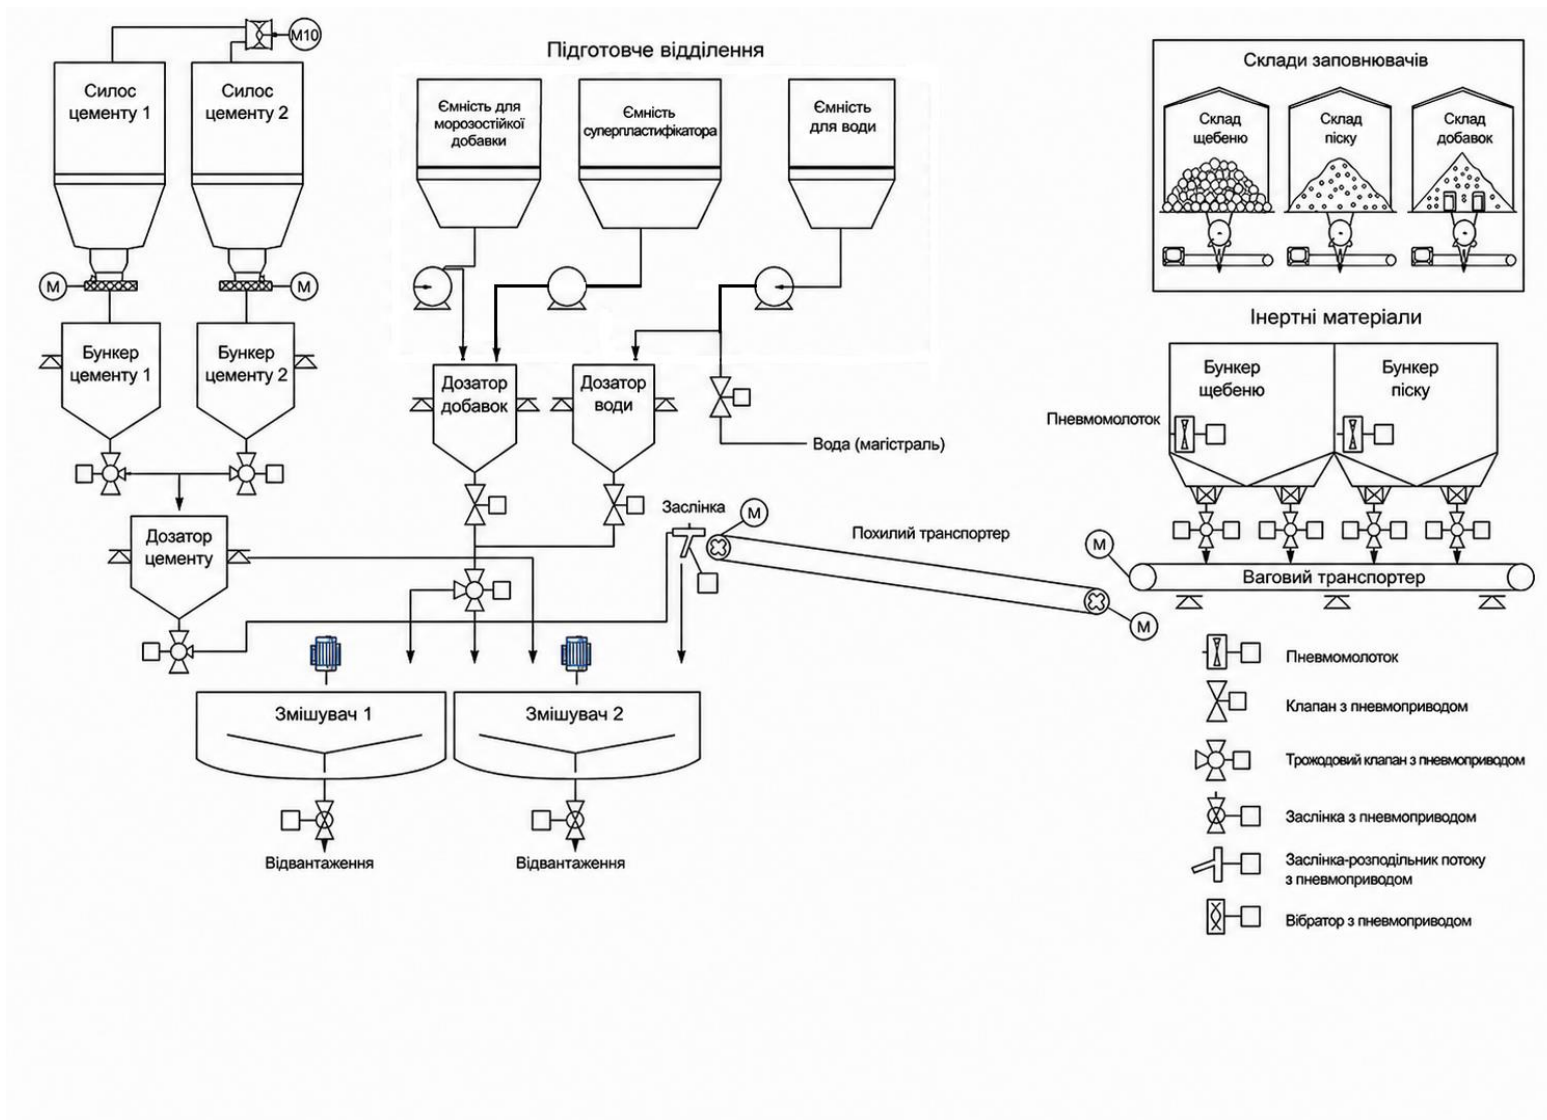 M10
Силос
цементу 1
Силос
цементу 2
M
M
Бункер
цементу 1
Бункер
цементу 2
Дозатор
цементу
Підготовче відділення
Ємність для
морозостійкої
добавки
Ємність
суперпластифікатора
Ємність
для води
Дозатор
добавок
Дозатор
води
Вода (магістраль)
Заслінка
M
Похилий транспортер
M
Змішувач 1
Змішувач 2
Відвантаження
Відвантаження
Склади заповнювачів
Склад
щебеню
Склад
піску
Склад
добавок
Інертні матеріали
Бункер
щебеню
Бункер
піску
Пневмомолоток
M
Ваговий транспортер
Пневмомолоток
Клапан з пневмоприводом
Трожодовий клапан з пневмоприводом
Заслінка з пневмоприводом
Заслінка-розподільник потоку
з пневмоприводом
Вібратор з пневмоприводом